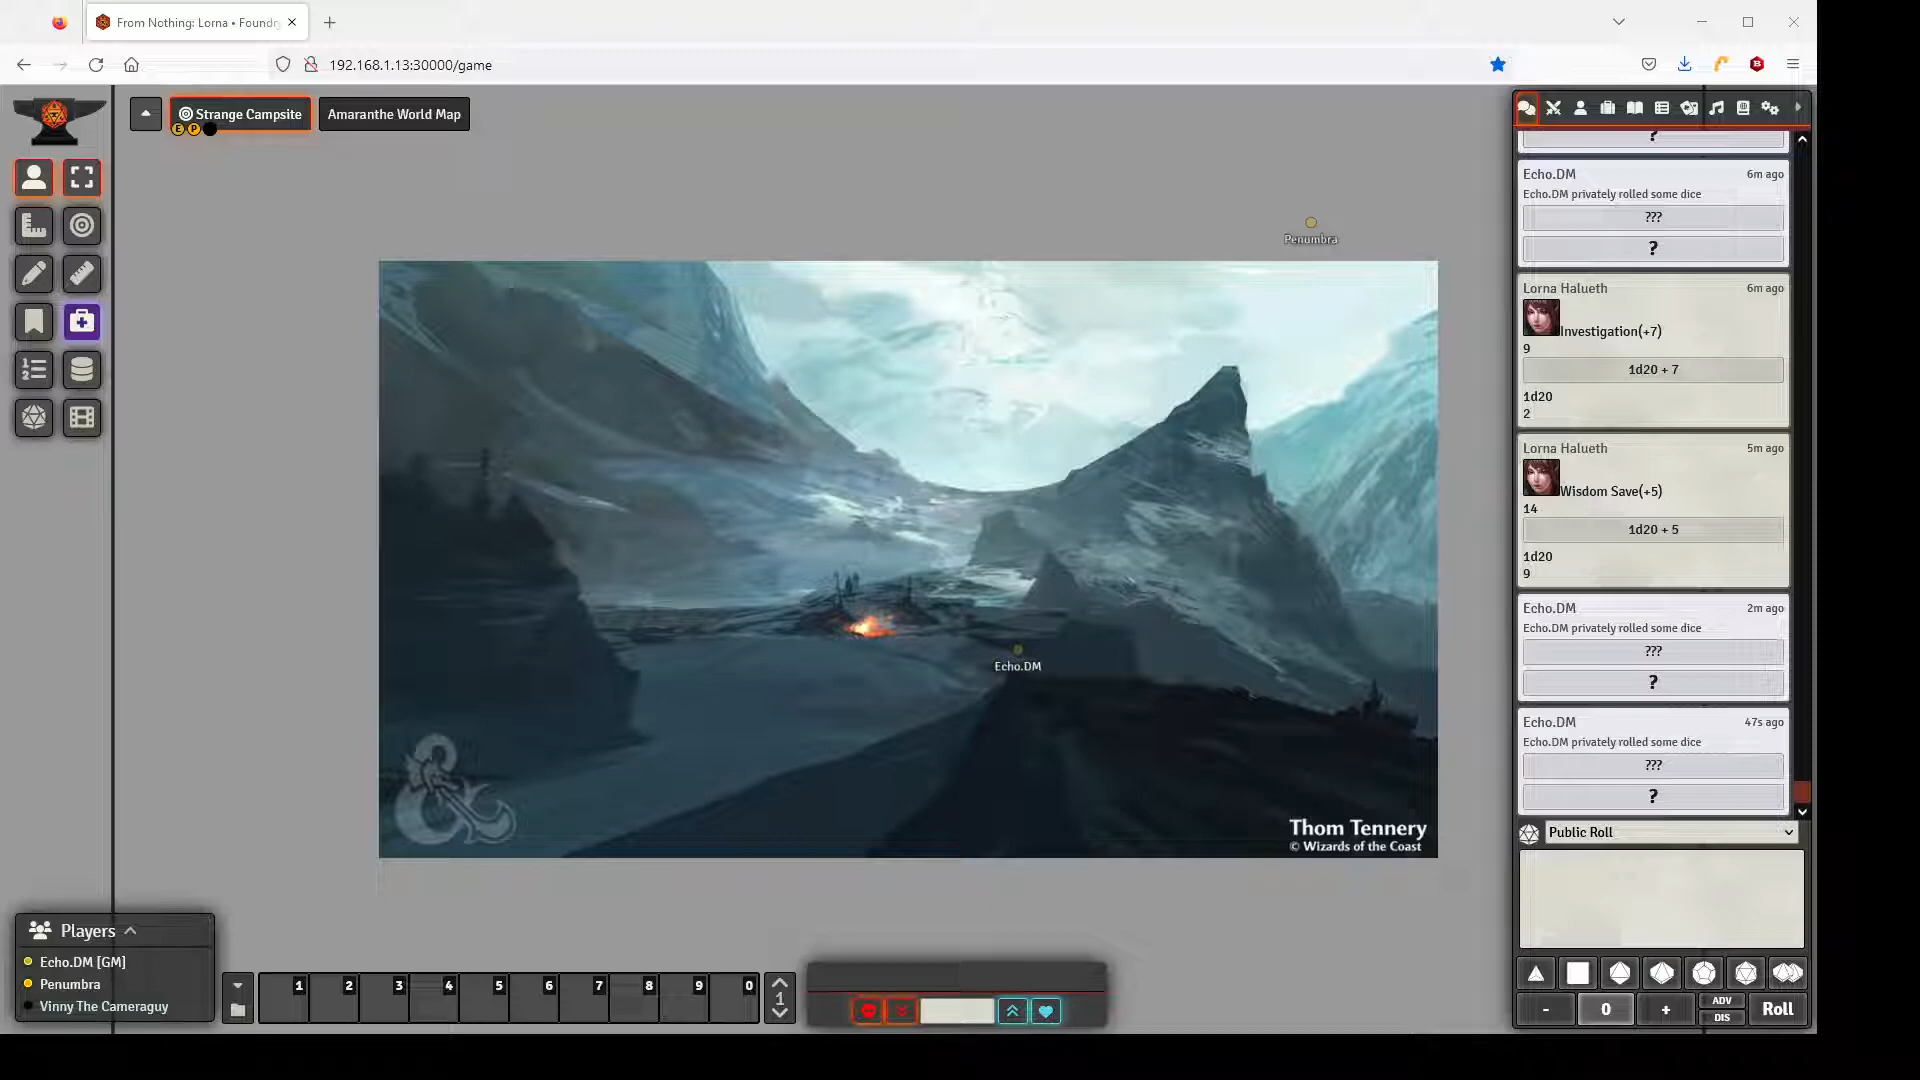 From Nothing: Lorna • Foundr
192.168.1.13:30000/game
Strange Campsite
Amaranthe World Map
E P
Penumbra
?
Echo.DM 6m ago
Echo.DM privately rolled some dice
???
?
Lorna Halueth 6m ago
Investigation(+7)
9
1d20 + 7
1d20
2
Lorna Halueth 5m ago
Wisdom Save(+5)
14
1d20 + 5
1d20
9
Echo.DM 2m ago
Echo.DM privately rolled some dice
???
?
Echo.DM 47s ago
Echo.DM privately rolled some dice
???
?
Echo.DM
Thom Tennery
© Wizards of the Coast
Public Roll
Players
Echo.DM [GM]
Penumbra
Vinny The Cameraguy
1 2 3 4 5 6 7 8 9 0
1
- 0 + ADV DIS Roll